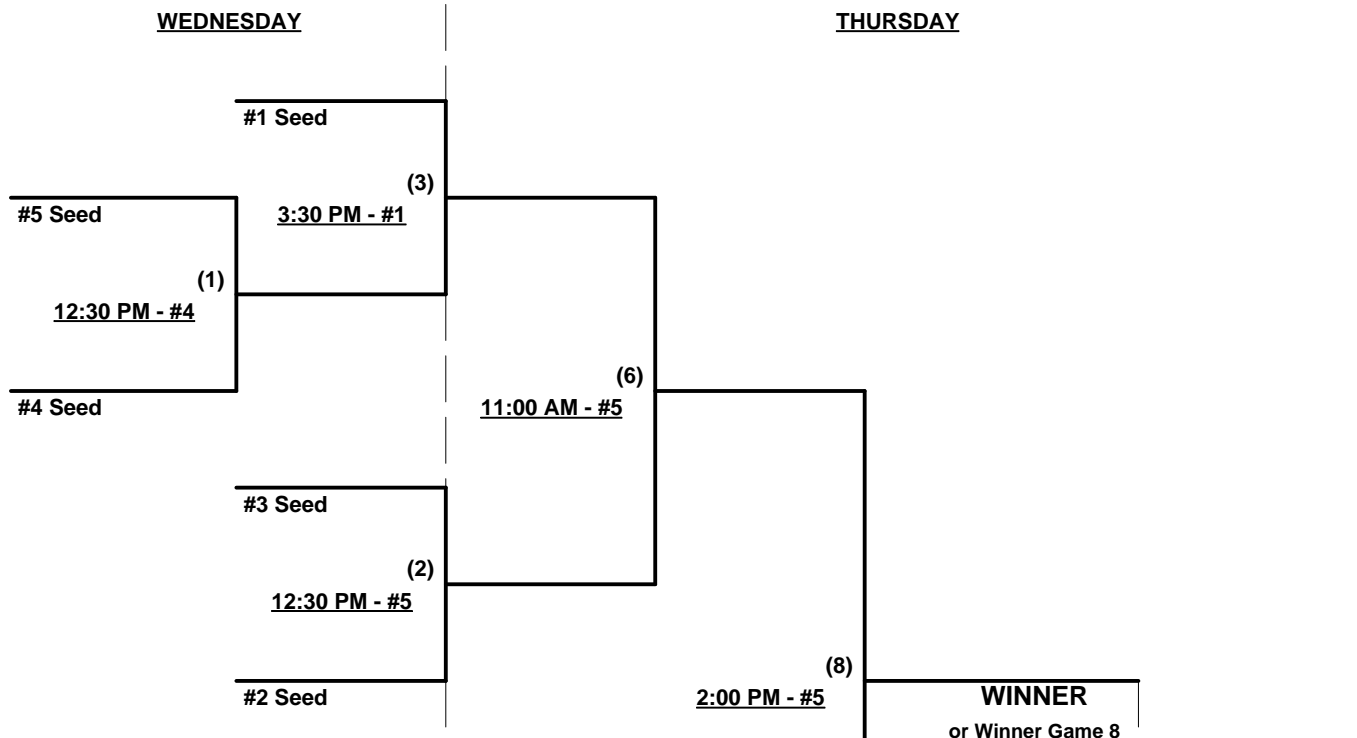 WEDNESDAY
THURSDAY
#1 Seed
(3)
#5 Seed
3:30 PM - #1
(1)
12:30 PM - #4
(6)
#4 Seed
11:00 AM - #5
#3 Seed
(2)
12:30 PM - #5
(8)
#2 Seed
2:00 PM - #5
WINNER
or Winner Game 8